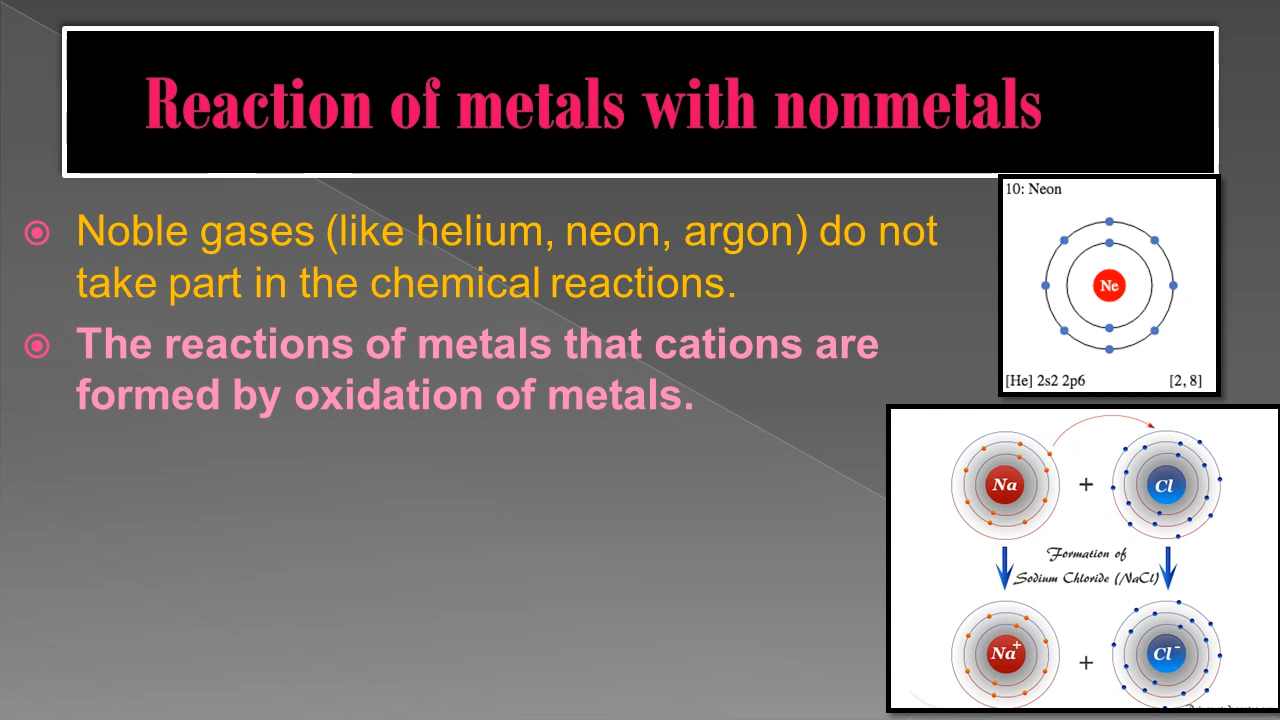 Reaction of metals with nonmetals
Noble gases (like helium, neon, argon) do not
take part in the chemical reactions.
The reactions of metals that cations are
formed by oxidation of metals.
10: Neon
Ne
[He] 2s2 2p6 [2, 8]
Na + Cl
Formation of
Sodium Chloride (NaCl)
Na+ + Cl-